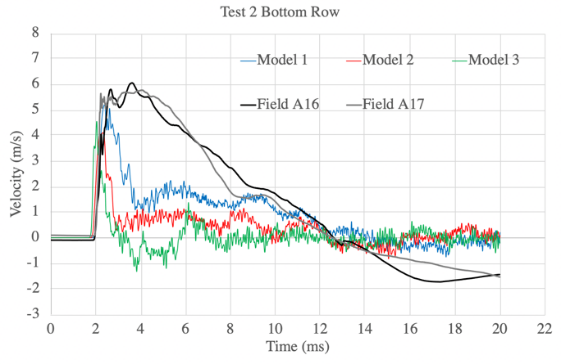 Test 2 Bottom Row
Model 1 Model 2 Model 3
Field A16 Field A17
Velocity (m/s)
8
7
6
5
4
3
2
1
0
-1
-2
-3
0 2 4 6 8 10 12 14 16 18 20 22
Time (ms)